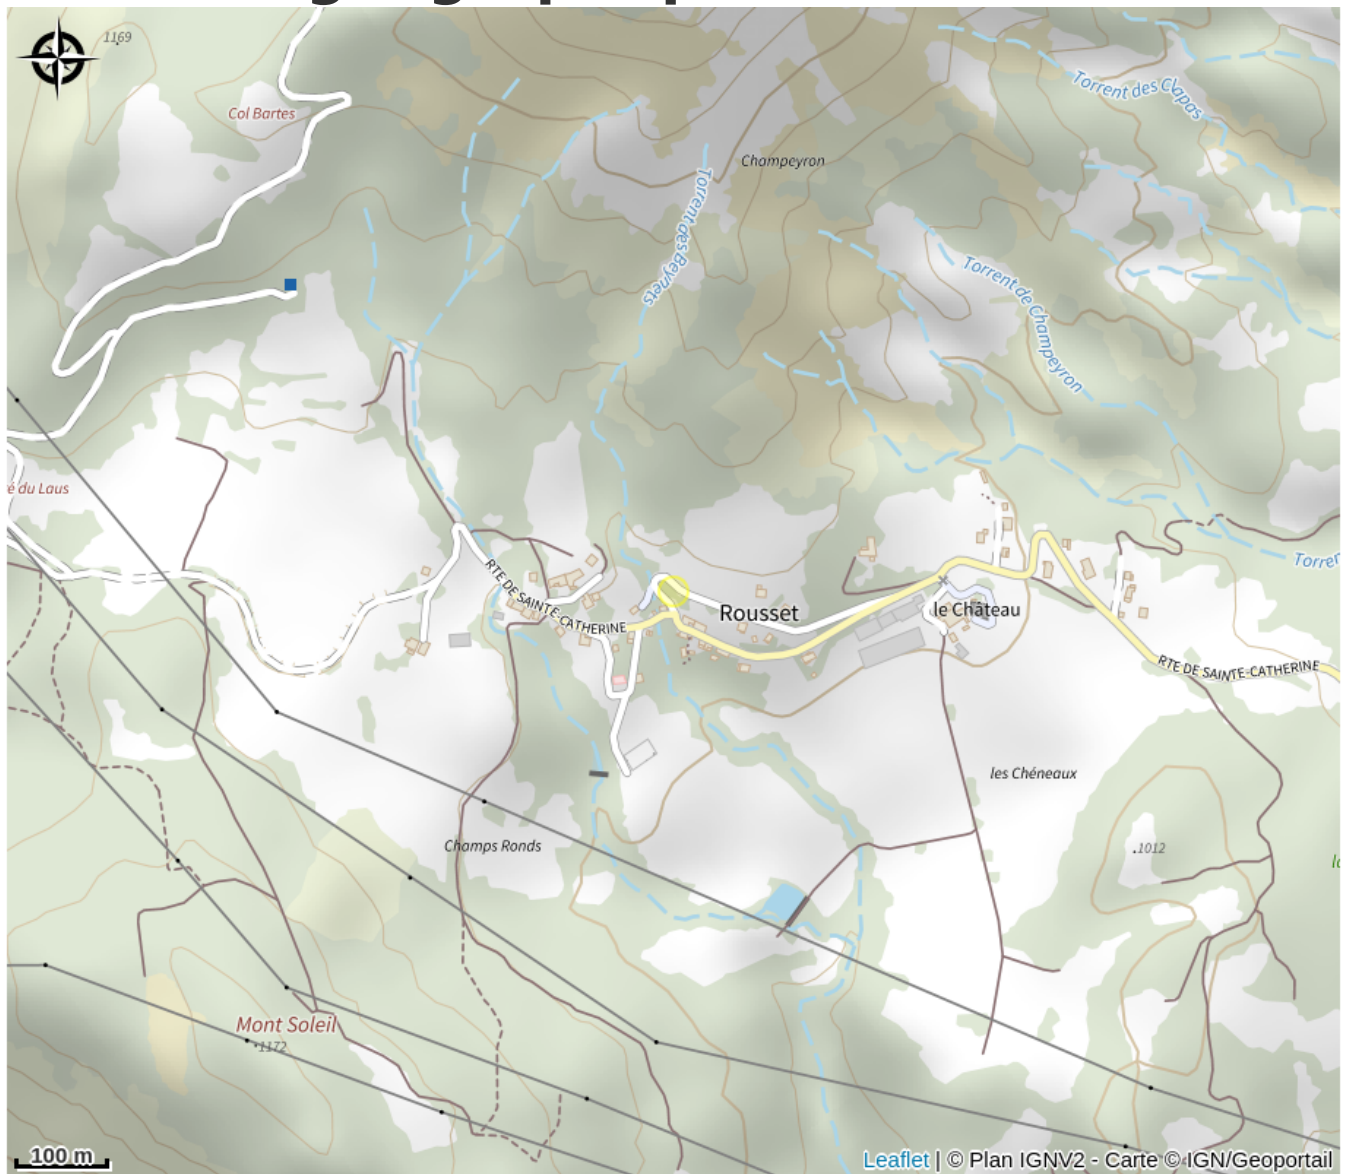 1169
Col Bartes
Torrent des Clapas
Champeyron
Torrent des Beynets
Torrent de Champeyron
é du Laus
Torrer
RTE DE SAINTE-CATHERINE
Rousset
le Château
RTE DE SAINTE-CATHERINE
les Chéneaux
Champs Ronds
1012
Mont Soleil
1172
100 m
Leaflet | © Plan IGNV2 - Carte © IGN/Geoportail